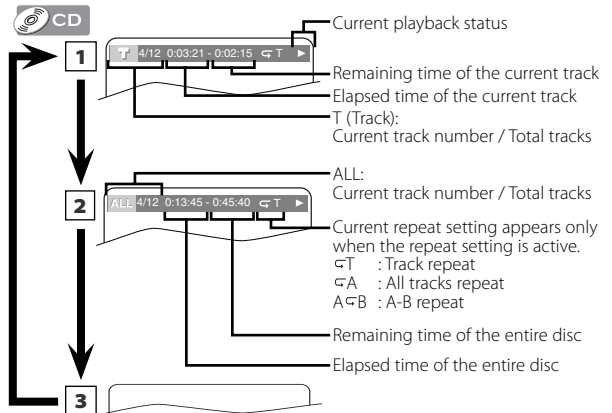 CD
Current playback status
1
T 4/12 0:03:21 - 0:02:15 T
Remaining time of the current track
Elapsed time of the current track
T (Track):
Current track number / Total tracks
ALL:
Current track number / Total tracks
2
ALL 4/12 0:13:45 - 0:45:40 T
Current repeat setting appears only
when the repeat setting is active.
T : Track repeat
A : All tracks repeat
A B : A-B repeat
Remaining time of the entire disc
Elapsed time of the entire disc
3